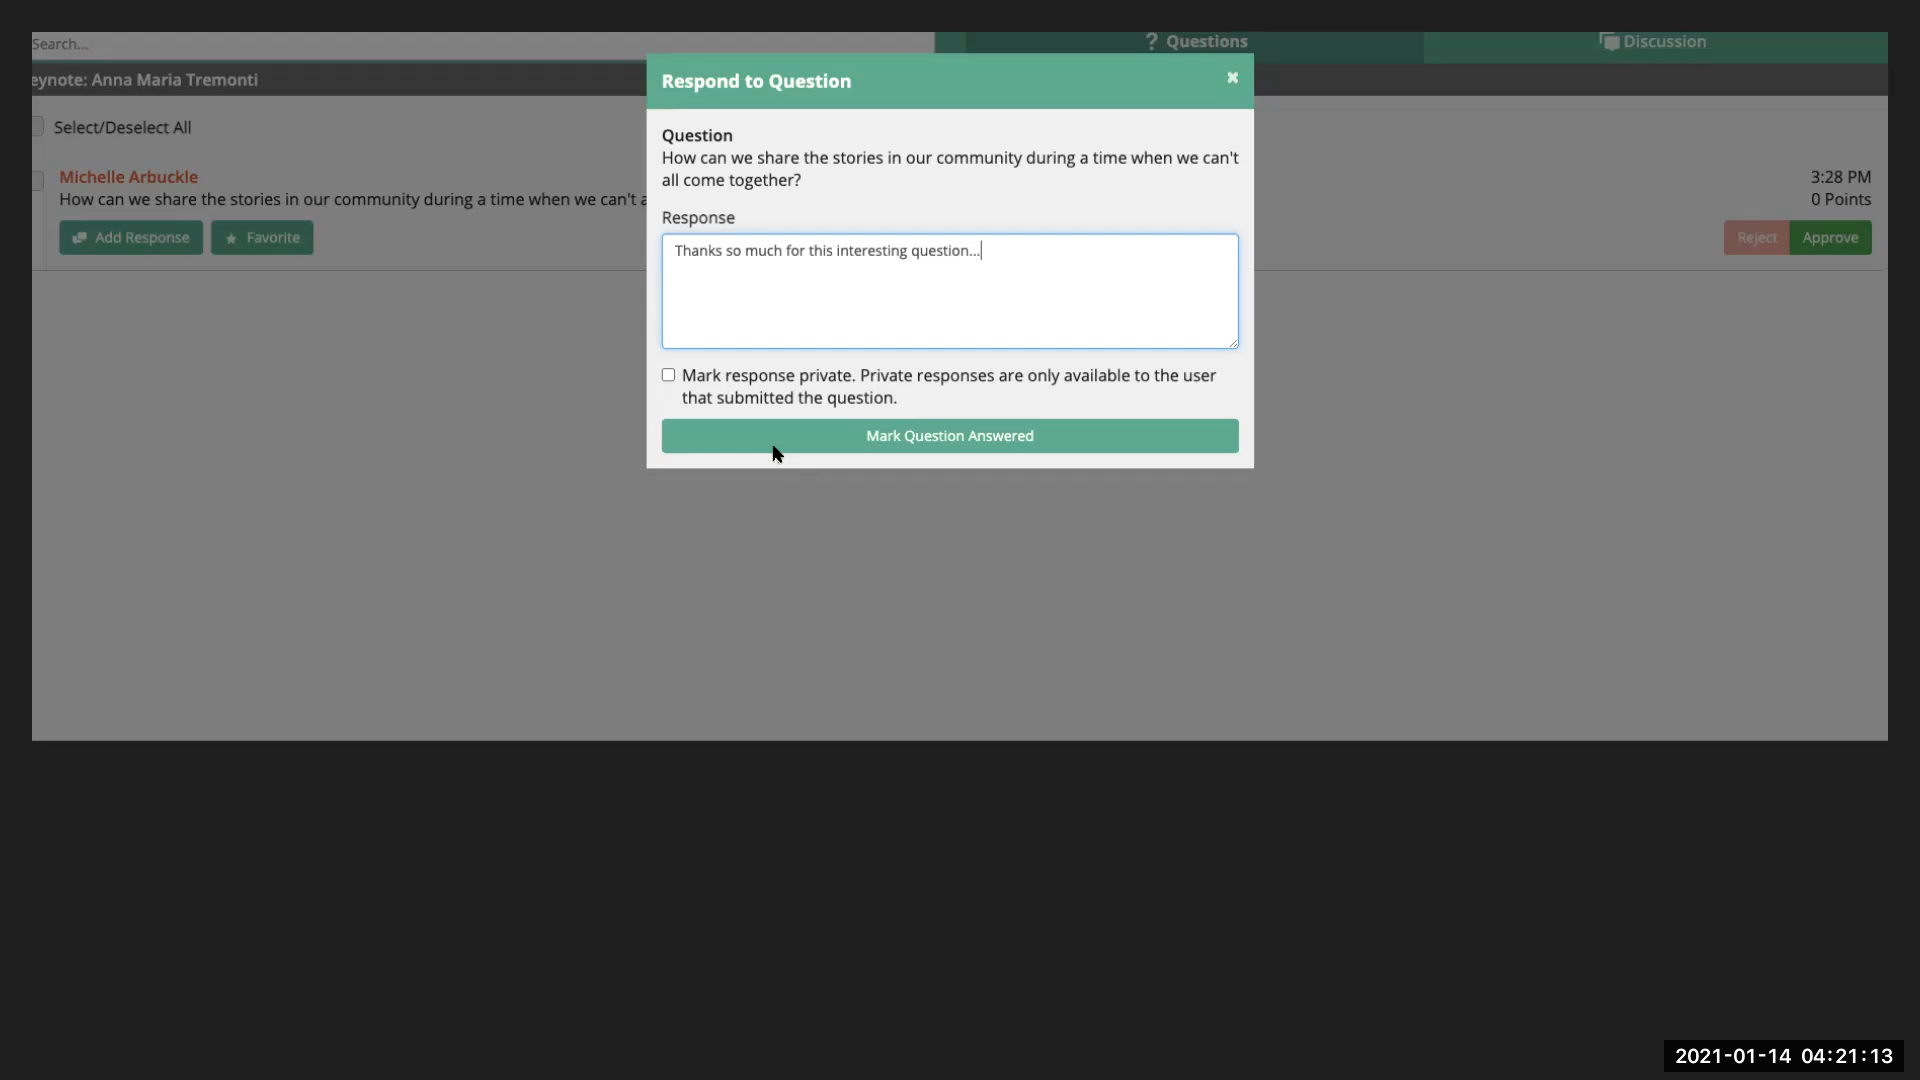 Search...
? Questions
Discussion
eynote: Anna Maria Tremonti
Select/Deselect All
Michelle Arbuckle
How can we share the stories in our community during a time when we can't a
Add Response
Favorite
3:28 PM
0 Points
Reject
Approve
Respond to Question
Question
How can we share the stories in our community during a time when we can't
all come together?
Response
Thanks so much for this interesting question...
Mark response private. Private responses are only available to the user
that submitted the question.
Mark Question Answered
2021-01-14 04:21:13